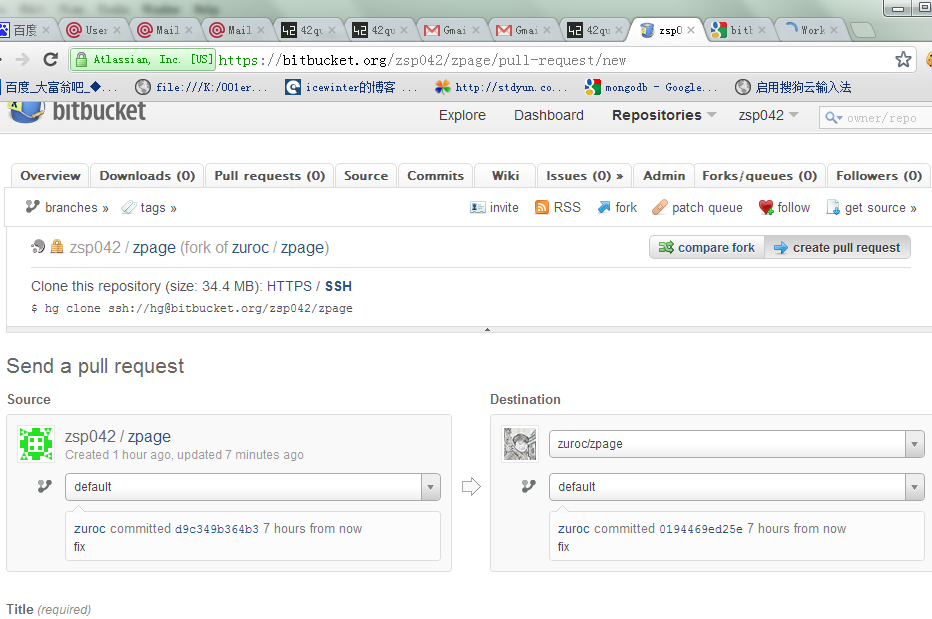 百度
User
Mail
Mail
42qu
42qu
Gmai
Gmai
42qu
zsp0
bitb
Work
Atlassian, Inc. [US] https://bitbucket.org/zsp042/zpage/pull-request/new
百度_大富翁吧_◆... file:///K:/001er... icewinter的博客 ... http://stdyun.co... mongodb - Google... 启用搜狗云输入法
bitbucket Explore Dashboard Repositories zsp042 owner/repo
Overview Downloads (0) Pull requests (0) Source Commits Wiki Issues (0) » Admin Forks/queues (0) Followers (0)
branches » tags » invite RSS fork patch queue follow get source »
zsp042 / zpage (fork of zuroc / zpage) compare fork create pull request
Clone this repository (size: 34.4 MB): HTTPS / SSH
$ hg clone ssh://hg@bitbucket.org/zsp042/zpage
Send a pull request
Source
zsp042 / zpage
Created 1 hour ago, updated 7 minutes ago
default
zuroc committed d9c349b364b3 7 hours from now
fix
Destination
zuroc/zpage
default
zuroc committed 0194469ed25e 7 hours from now
fix
Title (required)